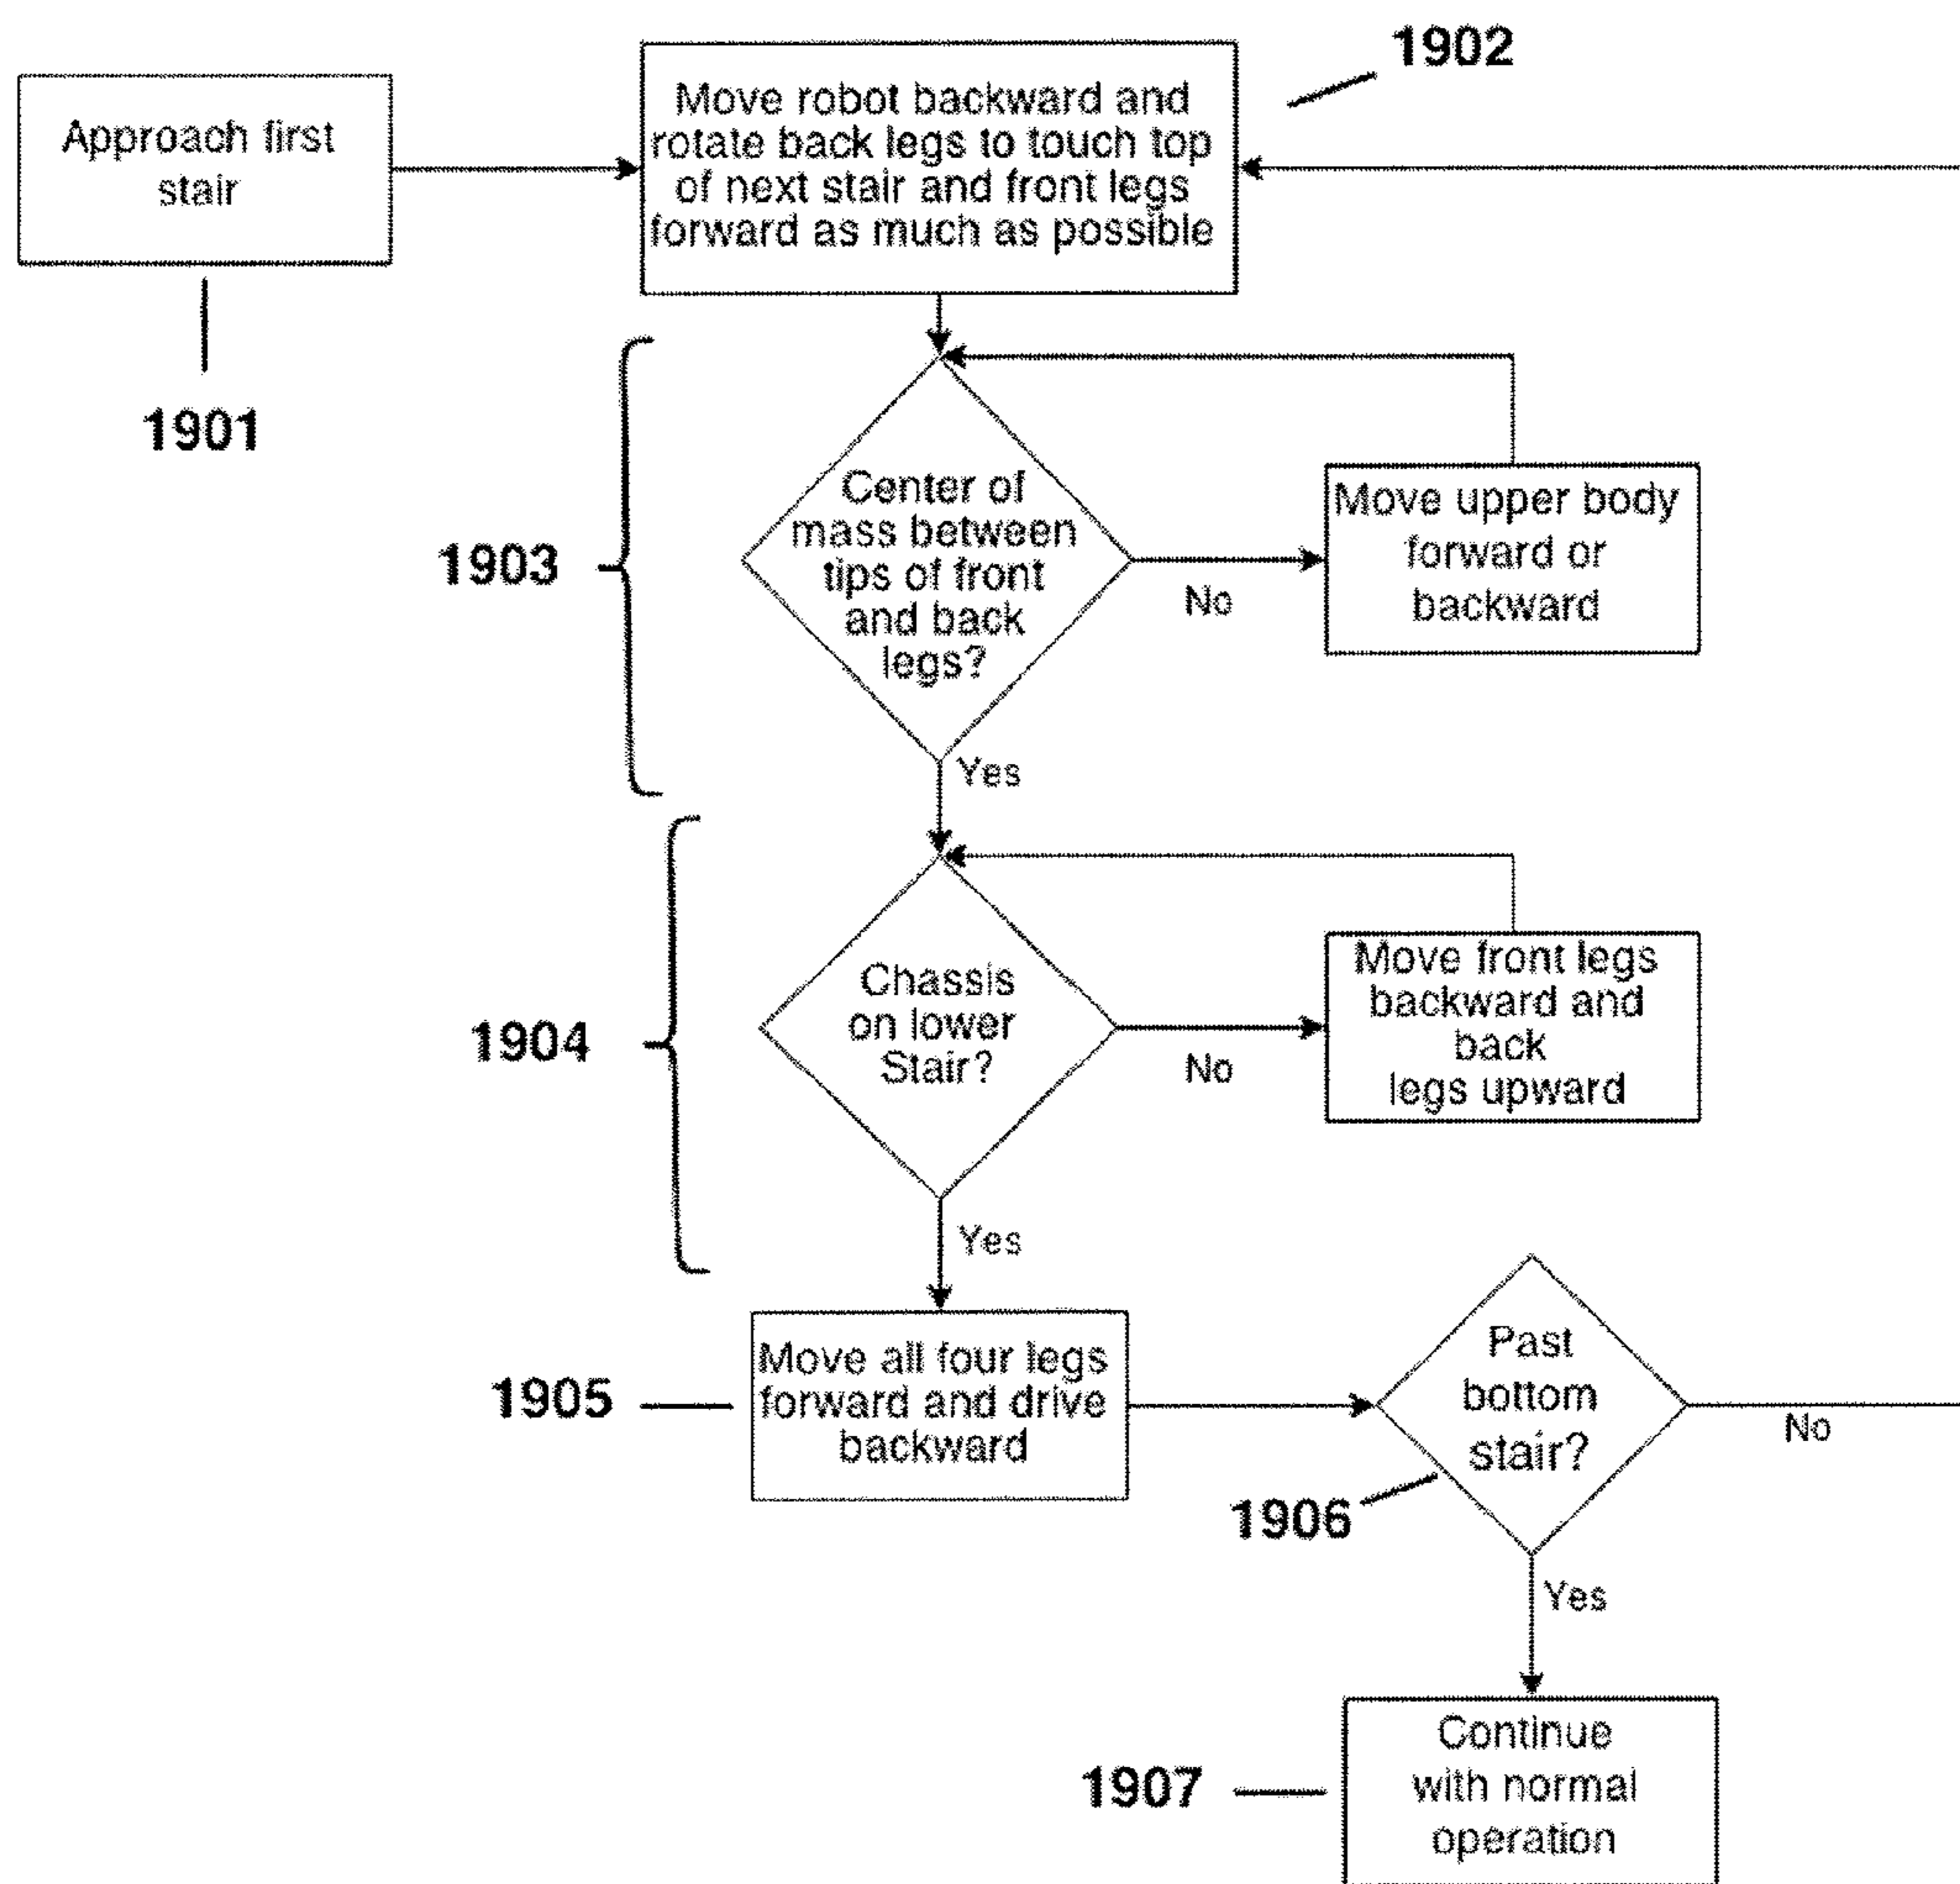 1902
Approach first
stair
Move robot backward and
rotate back legs to touch top
of next stair and front legs
forward as much as possible
1901
1903
Center of
mass between
tips of front
and back
legs?
No
Move upper body
forward or
backward
Yes
1904
Chassis
on lower
Stair?
No
Move front legs
backward and
back
legs upward
Yes
1905
Move all four legs
forward and drive
backward
Past
bottom
stair?
No
1906
Yes
1907
Continue
with normal
operation